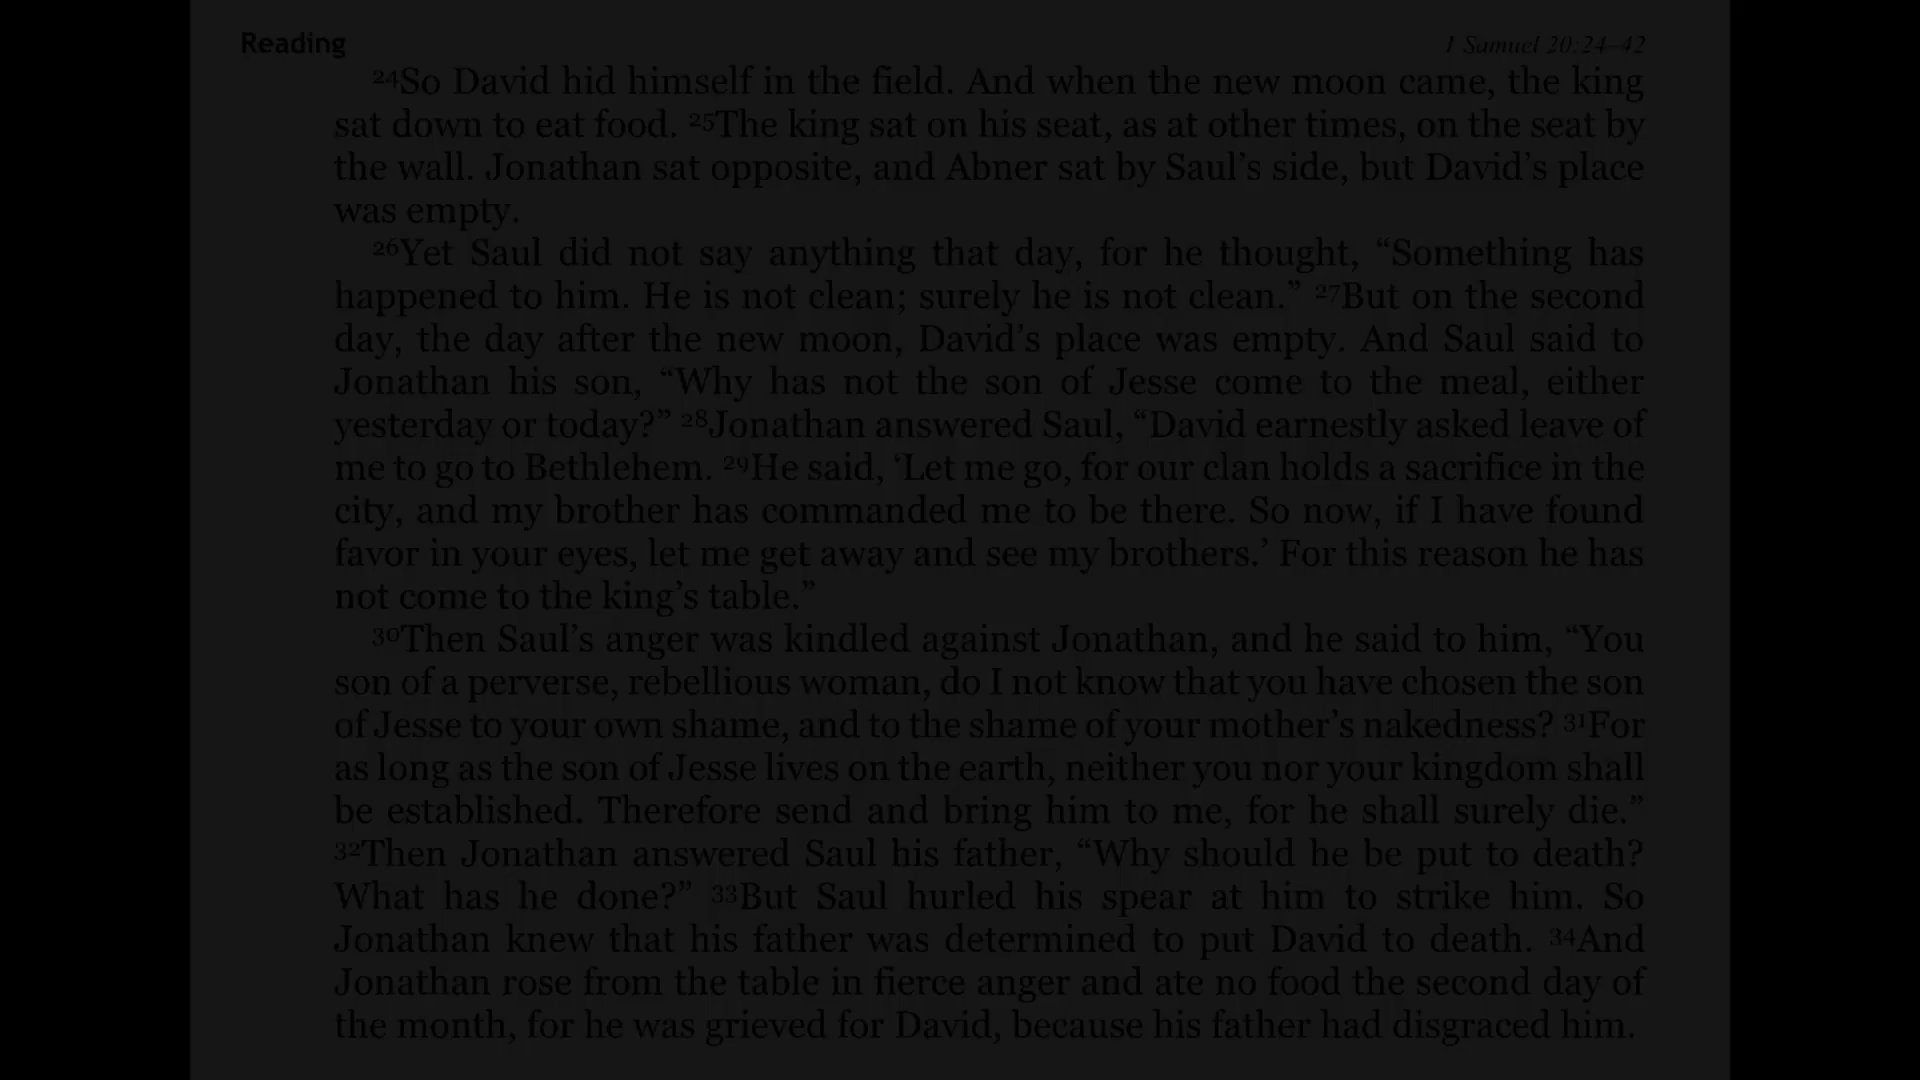 Reading
1 Samuel 20:24–42
24So David hid himself in the field. And when the new moon came, the king
sat down to eat food. 25The king sat on his seat, as at other times, on the seat by
the wall. Jonathan sat opposite, and Abner sat by Saul’s side, but David’s place
was empty.
26Yet Saul did not say anything that day, for he thought, “Something has
happened to him. He is not clean; surely he is not clean.” 27But on the second
day, the day after the new moon, David’s place was empty. And Saul said to
Jonathan his son, “Why has not the son of Jesse come to the meal, either
yesterday or today?” 28Jonathan answered Saul, “David earnestly asked leave of
me to go to Bethlehem. 29He said, ‘Let me go, for our clan holds a sacrifice in the
city, and my brother has commanded me to be there. So now, if I have found
favor in your eyes, let me get away and see my brothers.’ For this reason he has
not come to the king’s table.”
30Then Saul’s anger was kindled against Jonathan, and he said to him, “You
son of a perverse, rebellious woman, do I not know that you have chosen the son
of Jesse to your own shame, and to the shame of your mother’s nakedness? 31For
as long as the son of Jesse lives on the earth, neither you nor your kingdom shall
be established. Therefore send and bring him to me, for he shall surely die.”
32Then Jonathan answered Saul his father, “Why should he be put to death?
What has he done?” 33But Saul hurled his spear at him to strike him. So
Jonathan knew that his father was determined to put David to death. 34And
Jonathan rose from the table in fierce anger and ate no food the second day of
the month, for he was grieved for David, because his father had disgraced him.